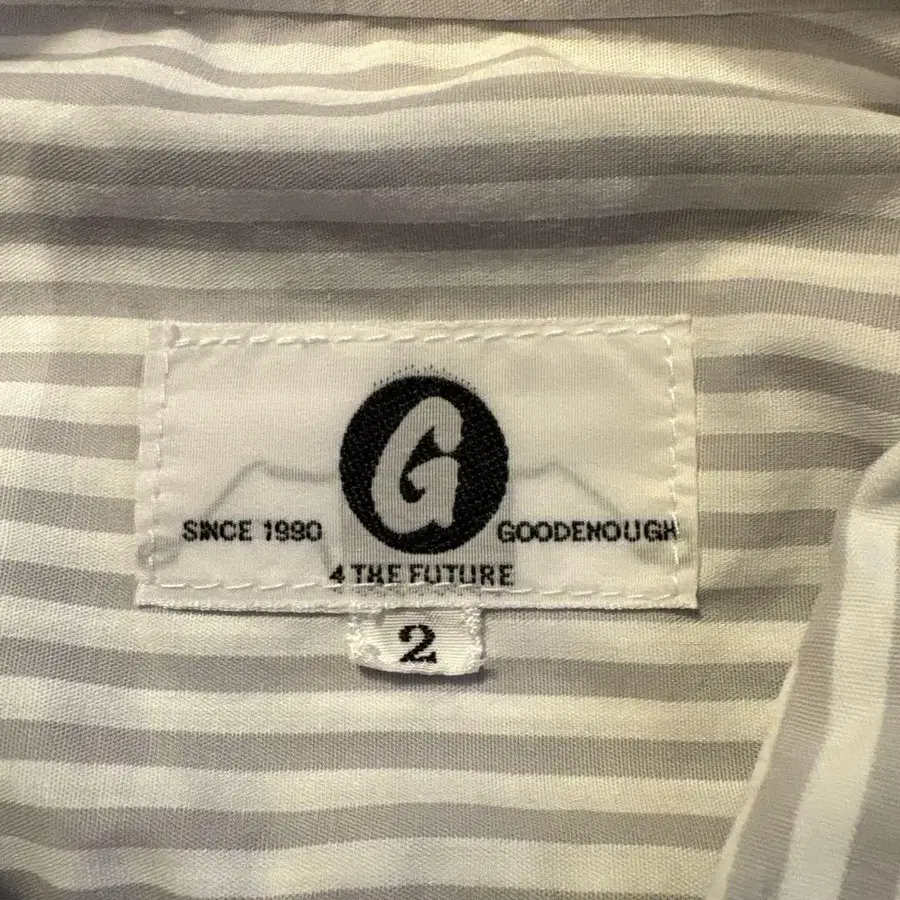 G
SINCE 1990 GOODENOUGH
4 THE FUTURE
2